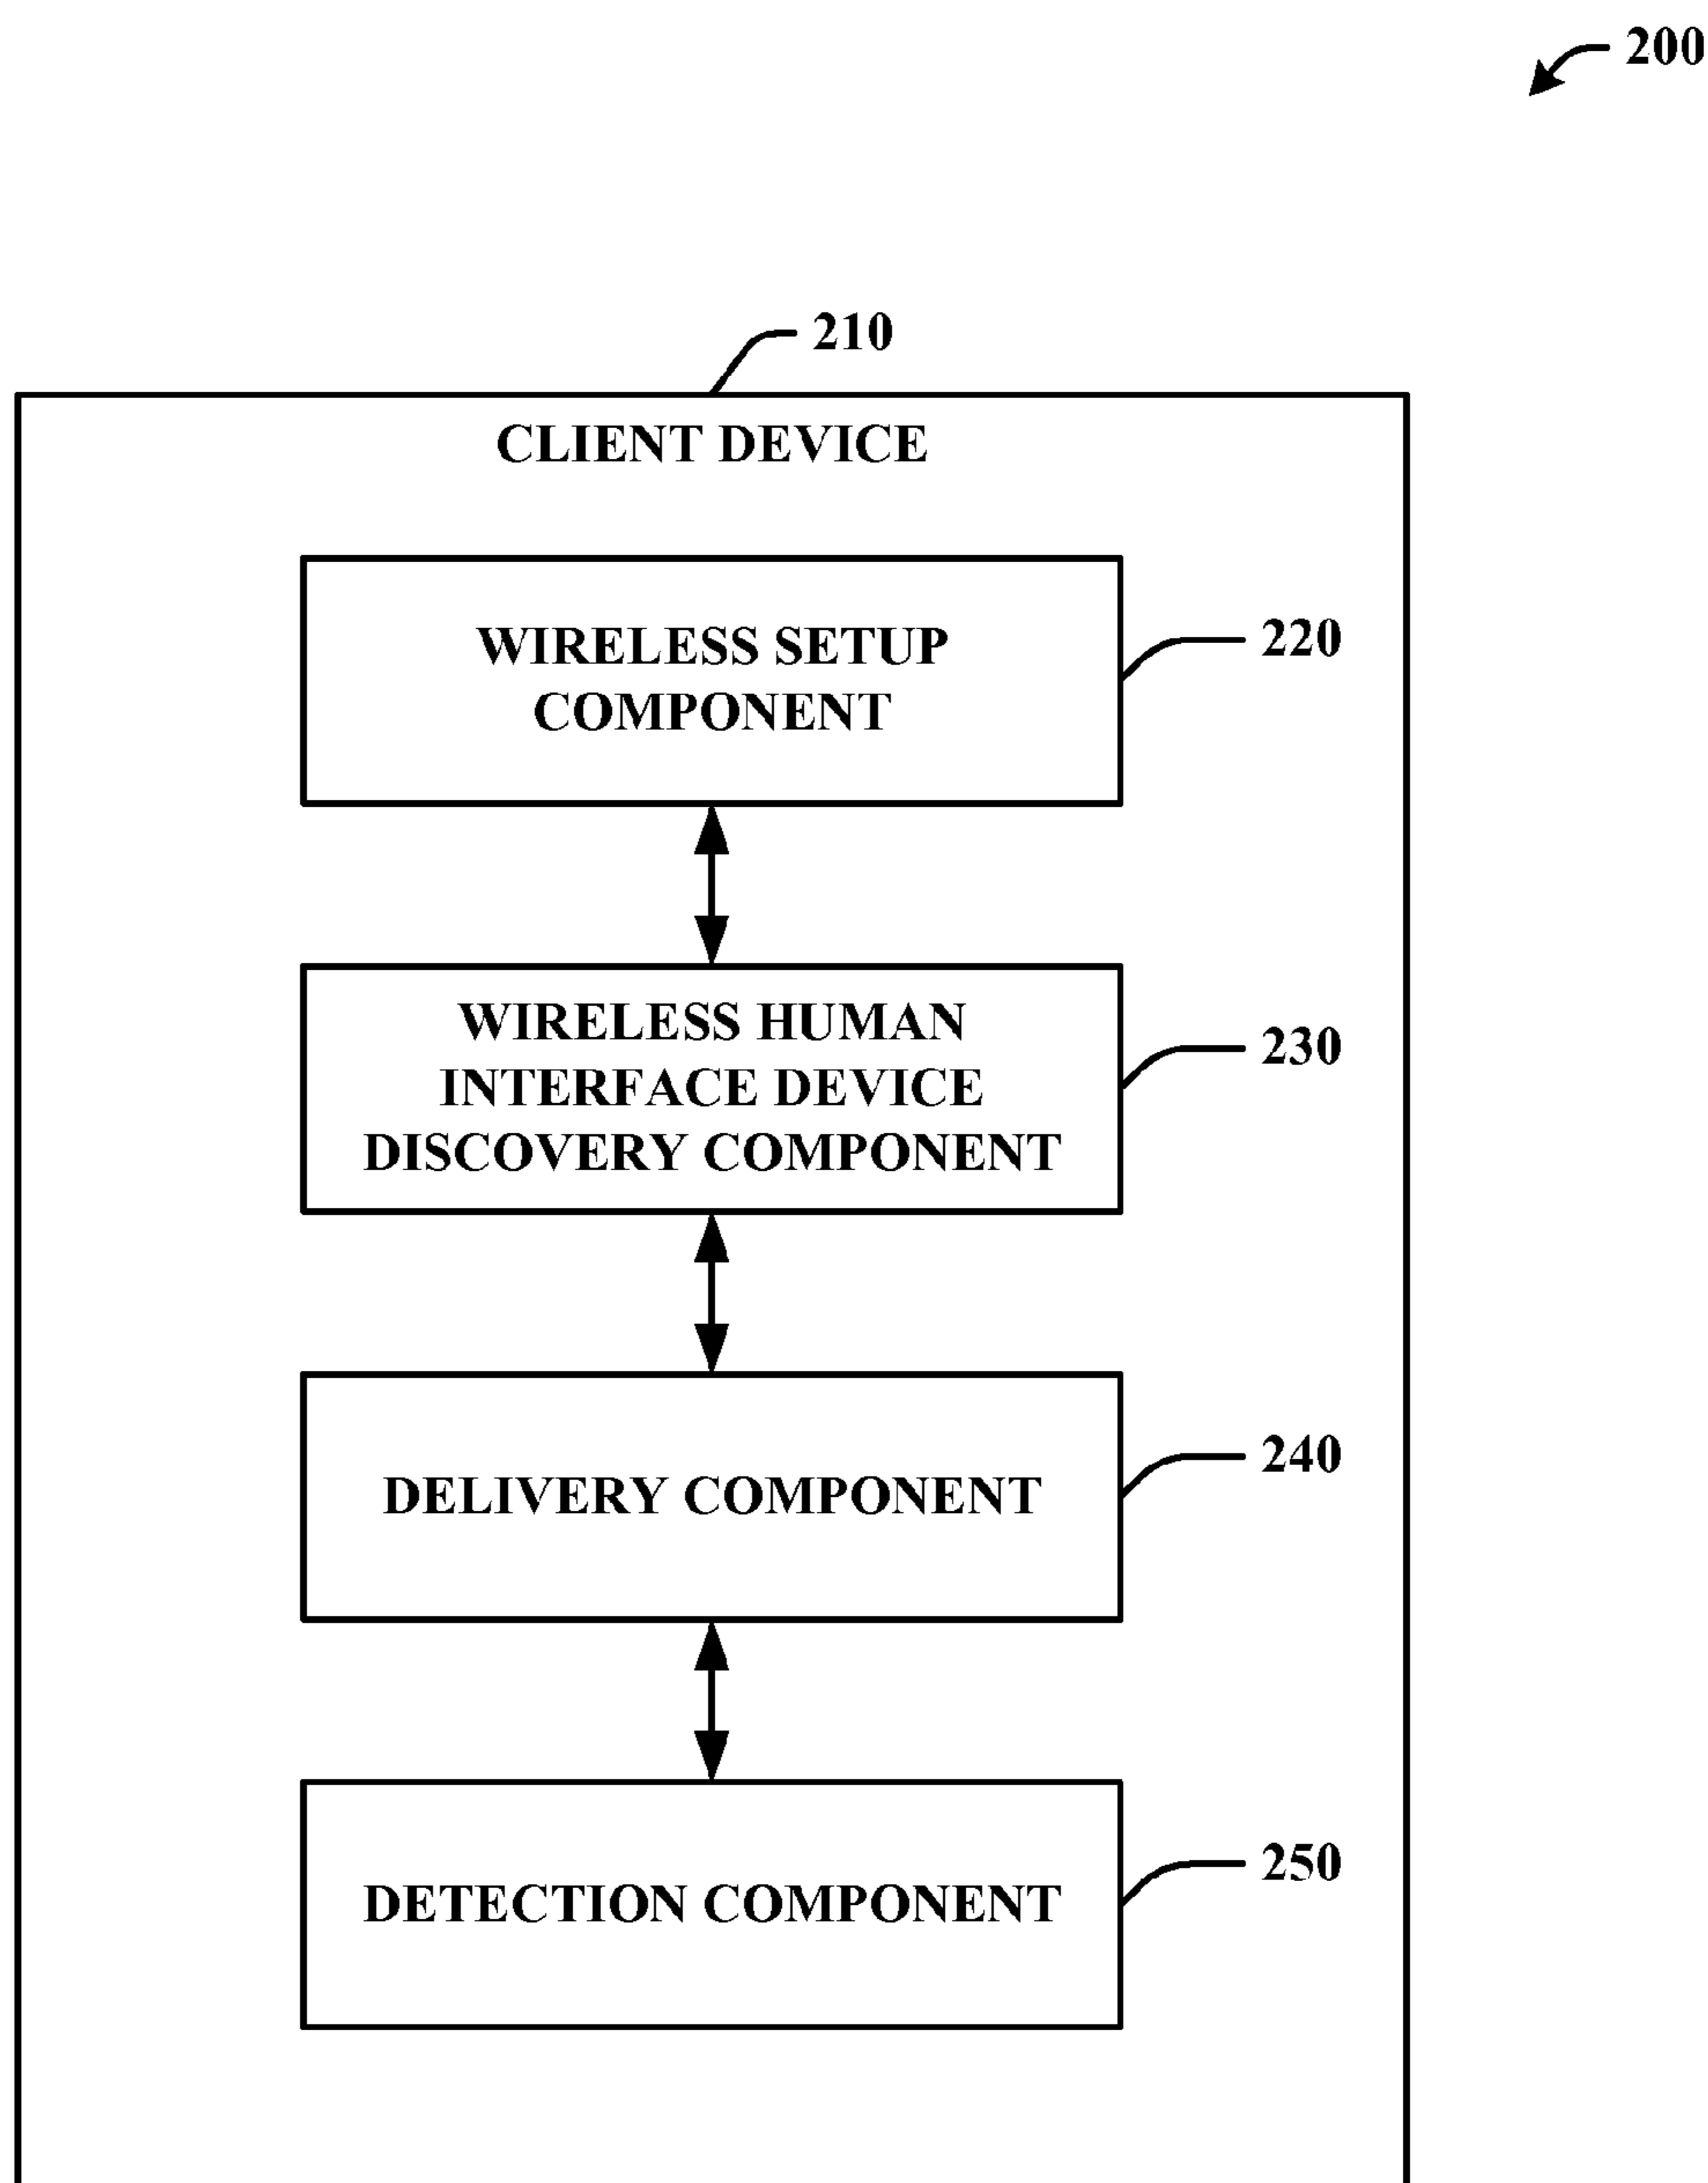 200
210
CLIENT DEVICE
WIRELESS SETUP
COMPONENT
220
WIRELESS HUMAN
INTERFACE DEVICE
DISCOVERY COMPONENT
230
DELIVERY COMPONENT
240
DETECTION COMPONENT
250